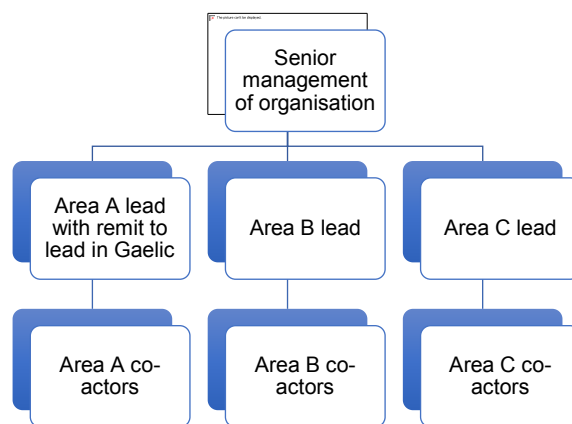 The picture can't be displayed.
Senior
management
of organisation
Area A lead
with remit to
lead in Gaelic
Area B lead
Area C lead
Area A co-
actors
Area B co-
actors
Area C co-
actors